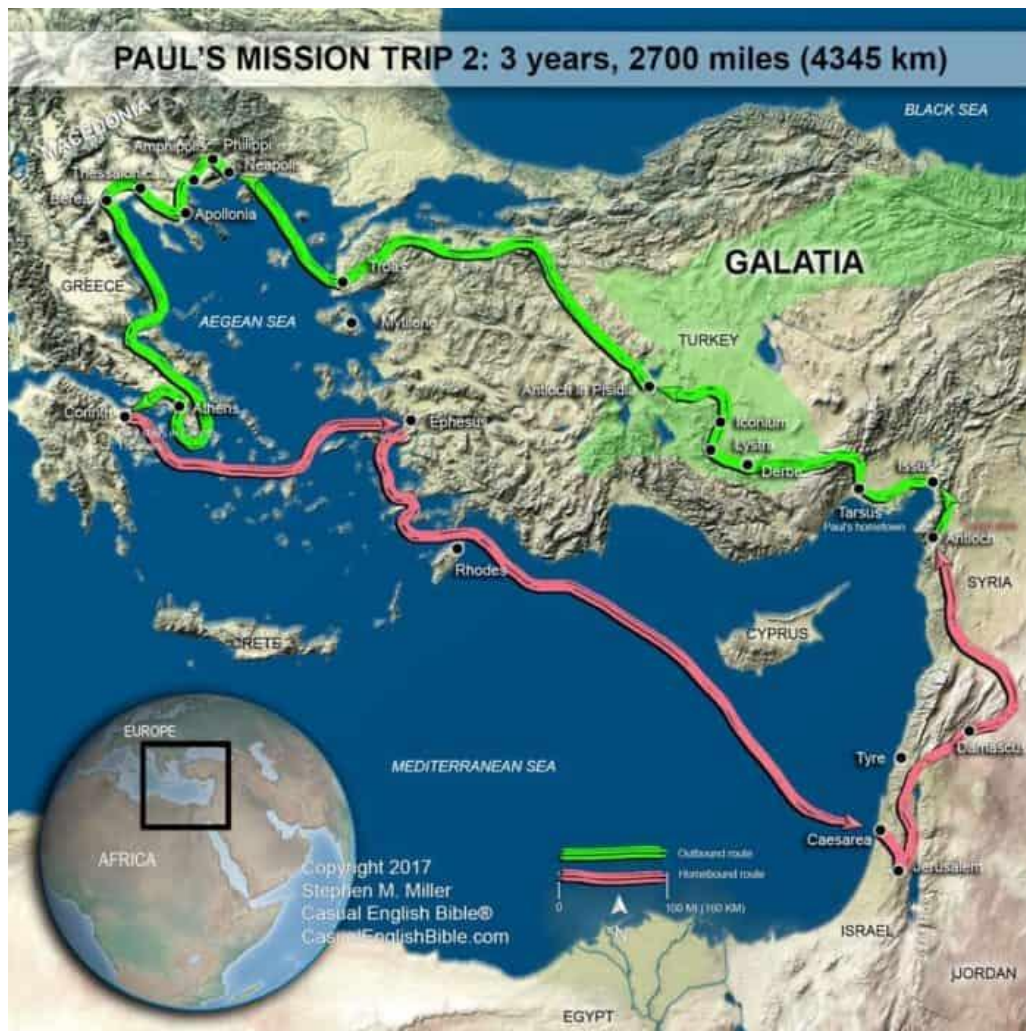 PAUL'S MISSION TRIP 2: 3 years, 2700 miles (4345 km)
BLACK SEA
MACEDONIA
Amphipolis
Philippi
Neapolis
Thessalonica
Berea
Apollonia
GALATIA
GREECE
Troas
AEGEAN SEA
Mytilene
TURKEY
Antioch in Pisidia
Corinth
Athens
Ephesus
Iconium
Lystra
Derbe
Issus
Tarsus
Paul's hometown
Antioch
Rhodes
SYRIA
CRETE
CYPRUS
EUROPE
Damascus
MEDITERRANEAN SEA
Tyre
Caesarea
AFRICA
Outbound route
Jerusalem
Copyright 2017
Homebound route
Stephen M. Miller
Casual English Bible®
0
100 MI (160 KM)
CasualEnglishBible.com
N
ISRAEL
JORDAN
EGYPT